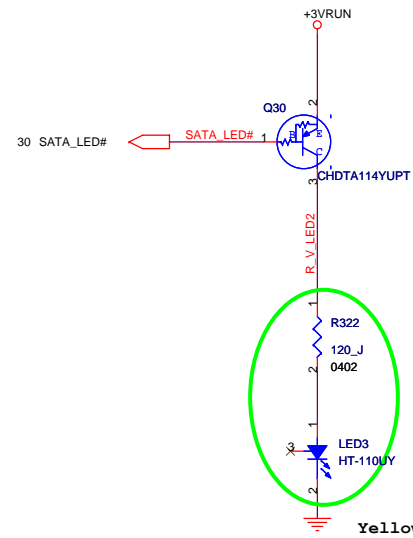 +3VRUN
2
Q30
30 SATA_LED#
SATA_LED#
1
B
E
C
3
CHDTA114YUPT
R_V_LED2
1
R322
120_J
0402
2
1
3
LED3
HT-110UY
2